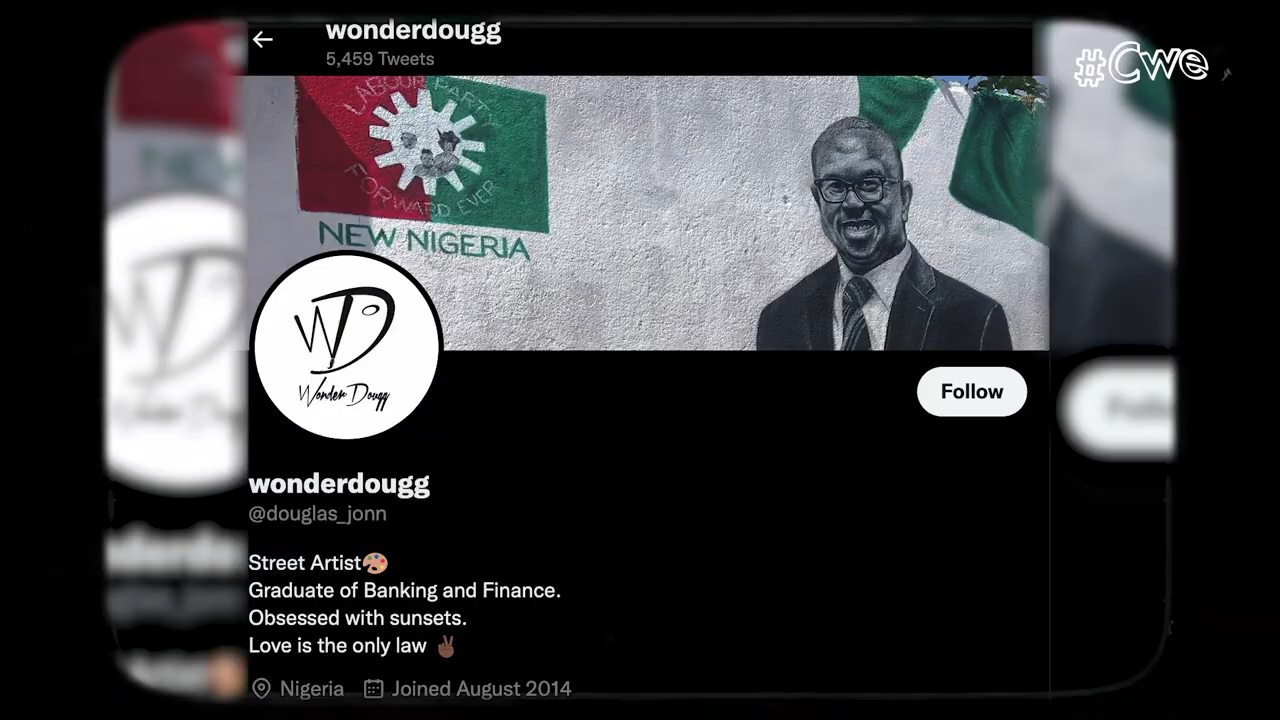 wonderdougg
5,459 Tweets
#Cwe
LABOUR PARTY
FORWARD EVER
NEW NIGERIA
WD
Wonder Dougg
Follow
wonderdougg
@douglas_jonn
Street Artist🎨
Graduate of Banking and Finance.
Obsessed with sunsets.
Love is the only law ✌🏾
Nigeria Joined August 2014